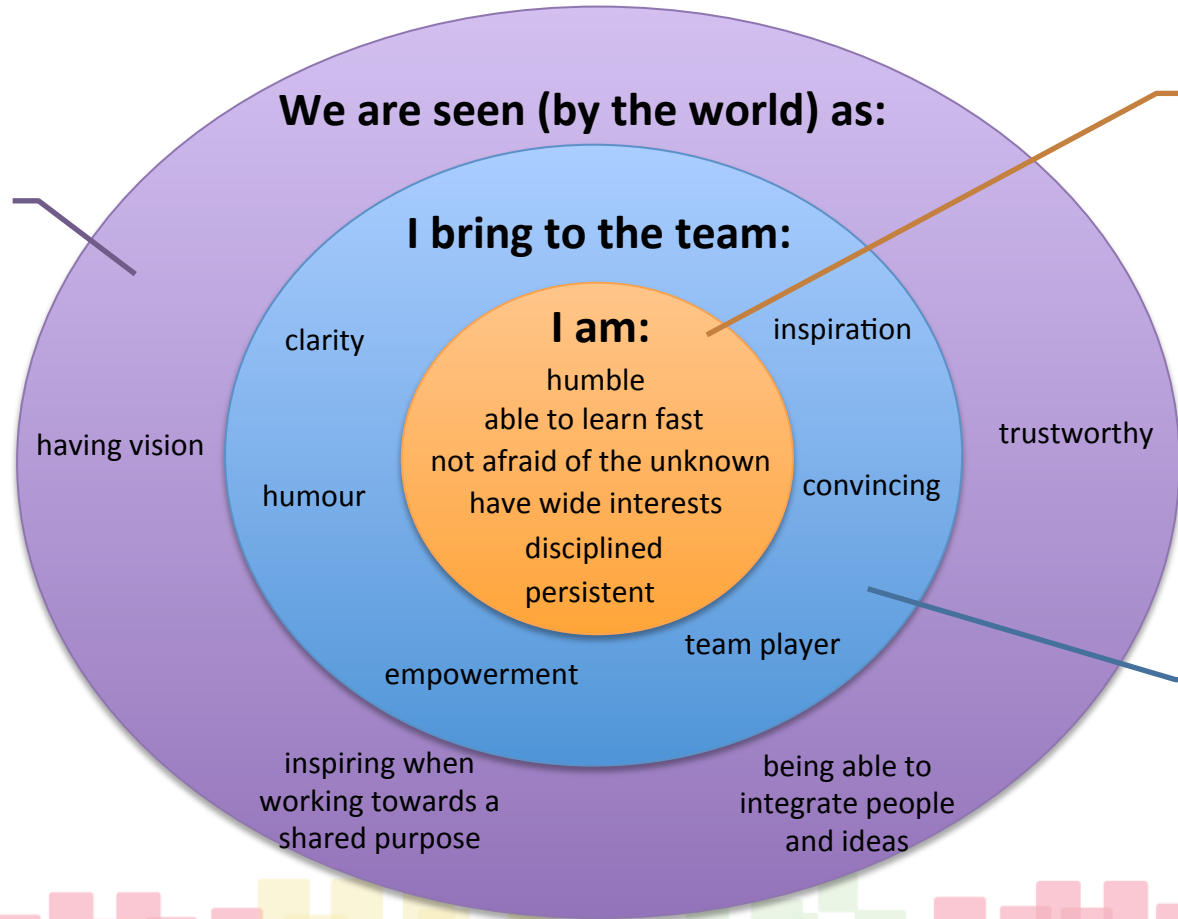 We are seen (by the world) as:
I bring to the team:
I am:
clarity
inspiration
humble
able to learn fast
having vision
trustworthy
not afraid of the unknown
humour
convincing
have wide interests
disciplined
persistent
team player
empowerment
inspiring when
working towards a
shared purpose
being able to
integrate people
and ideas